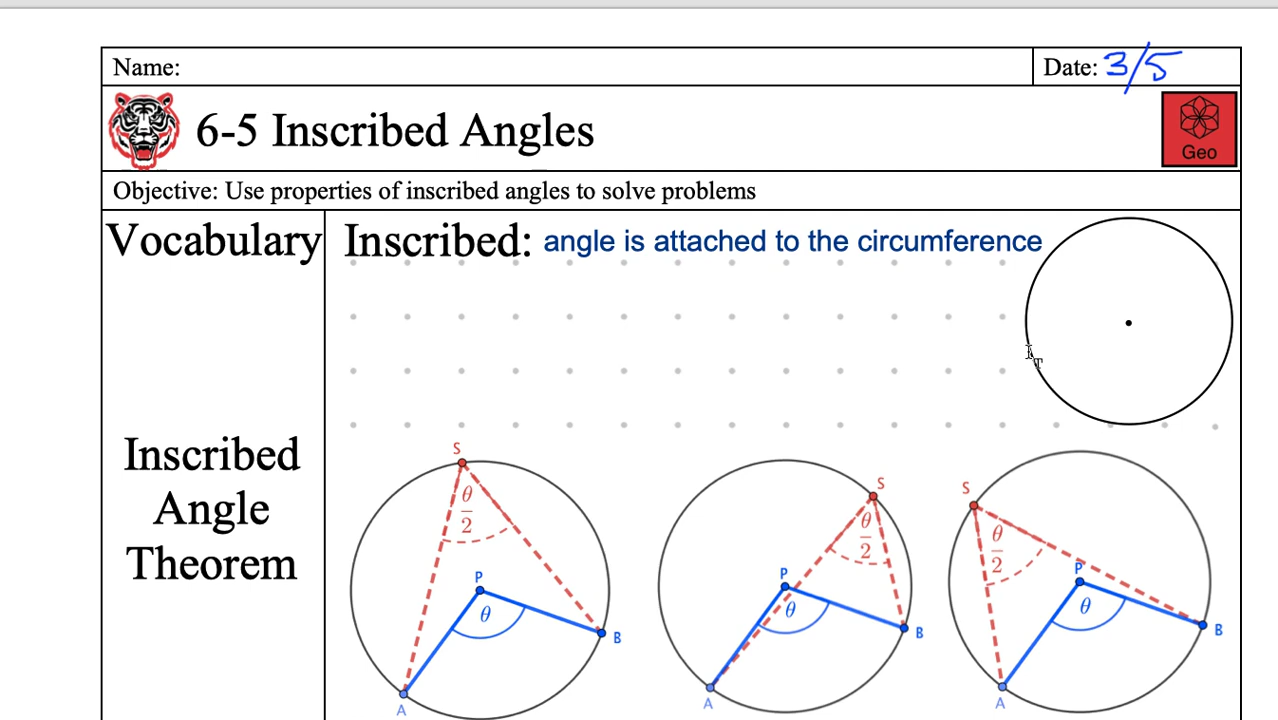 Name:
Date: 3/5
6-5 Inscribed Angles
Geo
Objective: Use properties of inscribed angles to solve problems
Vocabulary
Inscribed: angle is attached to the circumference
Inscribed
Angle
Theorem
S
θ
2
P
θ
B
A
S
θ
2
P
θ
B
A
S
θ
2
P
θ
B
A